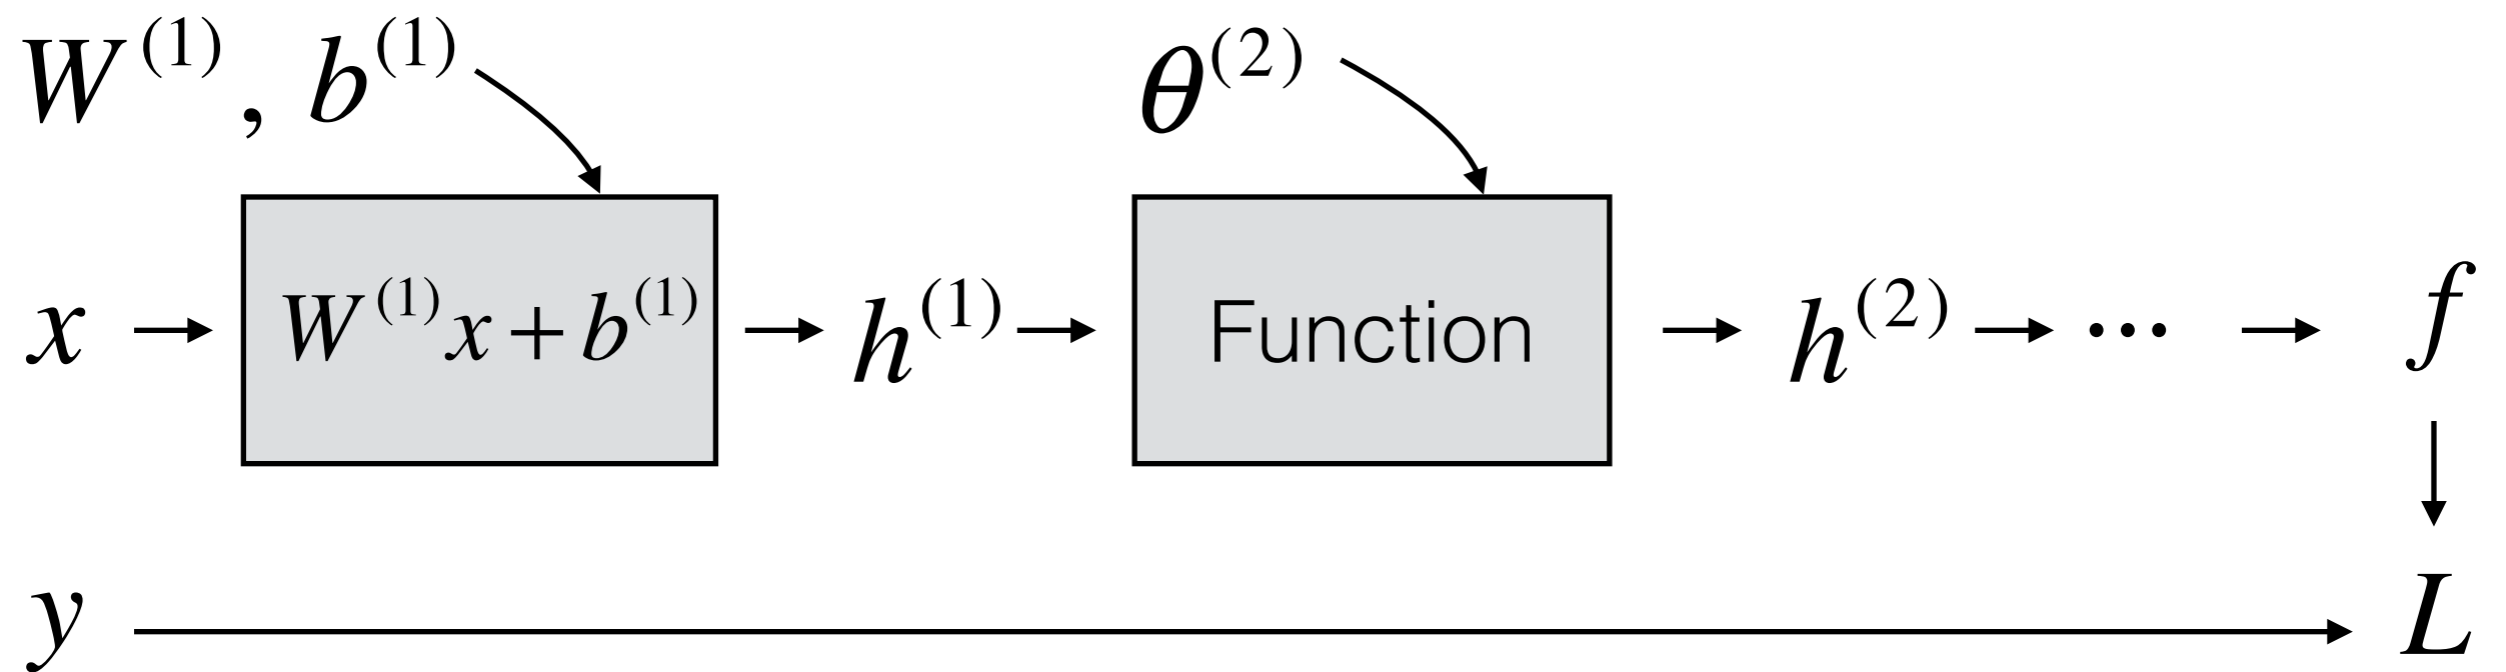 W⁽¹⁾, b⁽¹⁾
θ⁽²⁾
x
W⁽¹⁾x + b⁽¹⁾
h⁽¹⁾
Function
h⁽²⁾
•••
f
y
L